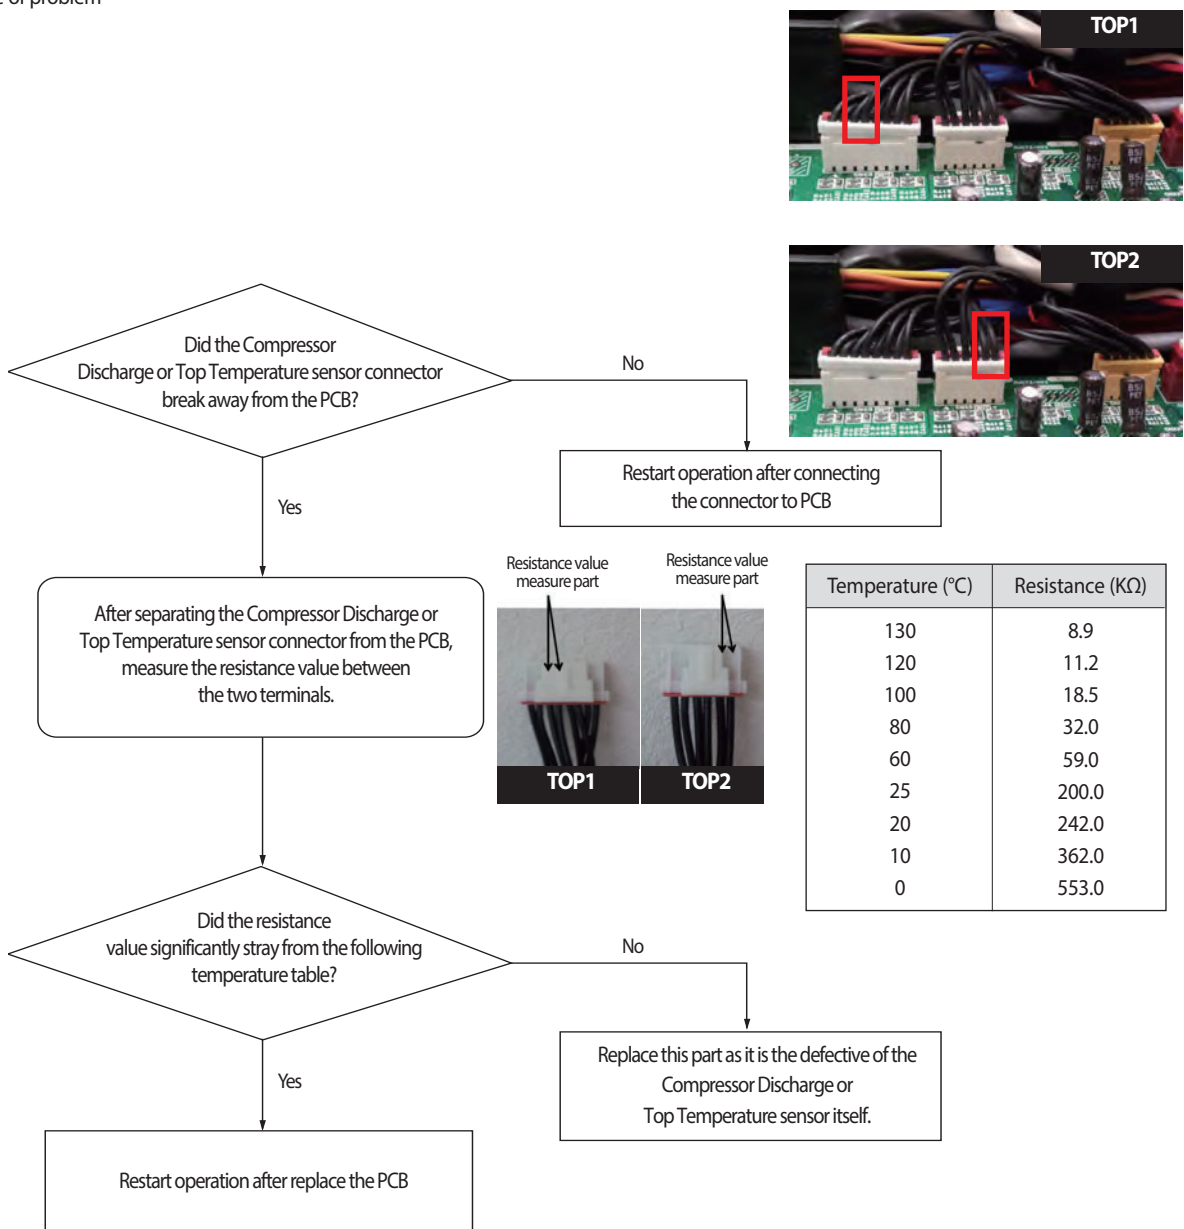 TOP1
TOP2
Did the Compressor
Discharge or Top Temperature sensor connector
break away from the PCB?
No
Restart operation after connecting
the connector to PCB
Yes
After separating the Compressor Discharge or
Top Temperature sensor connector from the PCB,
measure the resistance value between
the two terminals.
Resistance value
measure part
Resistance value
measure part
TOP1
TOP2
Temperature (°C) Resistance (KΩ)
130 8.9
120 11.2
100 18.5
80 32.0
60 59.0
25 200.0
20 242.0
10 362.0
0 553.0
Did the resistance
value significantly stray from the following
temperature table?
No
Replace this part as it is the defective of the
Compressor Discharge or
Top Temperature sensor itself.
Yes
Restart operation after replace the PCB